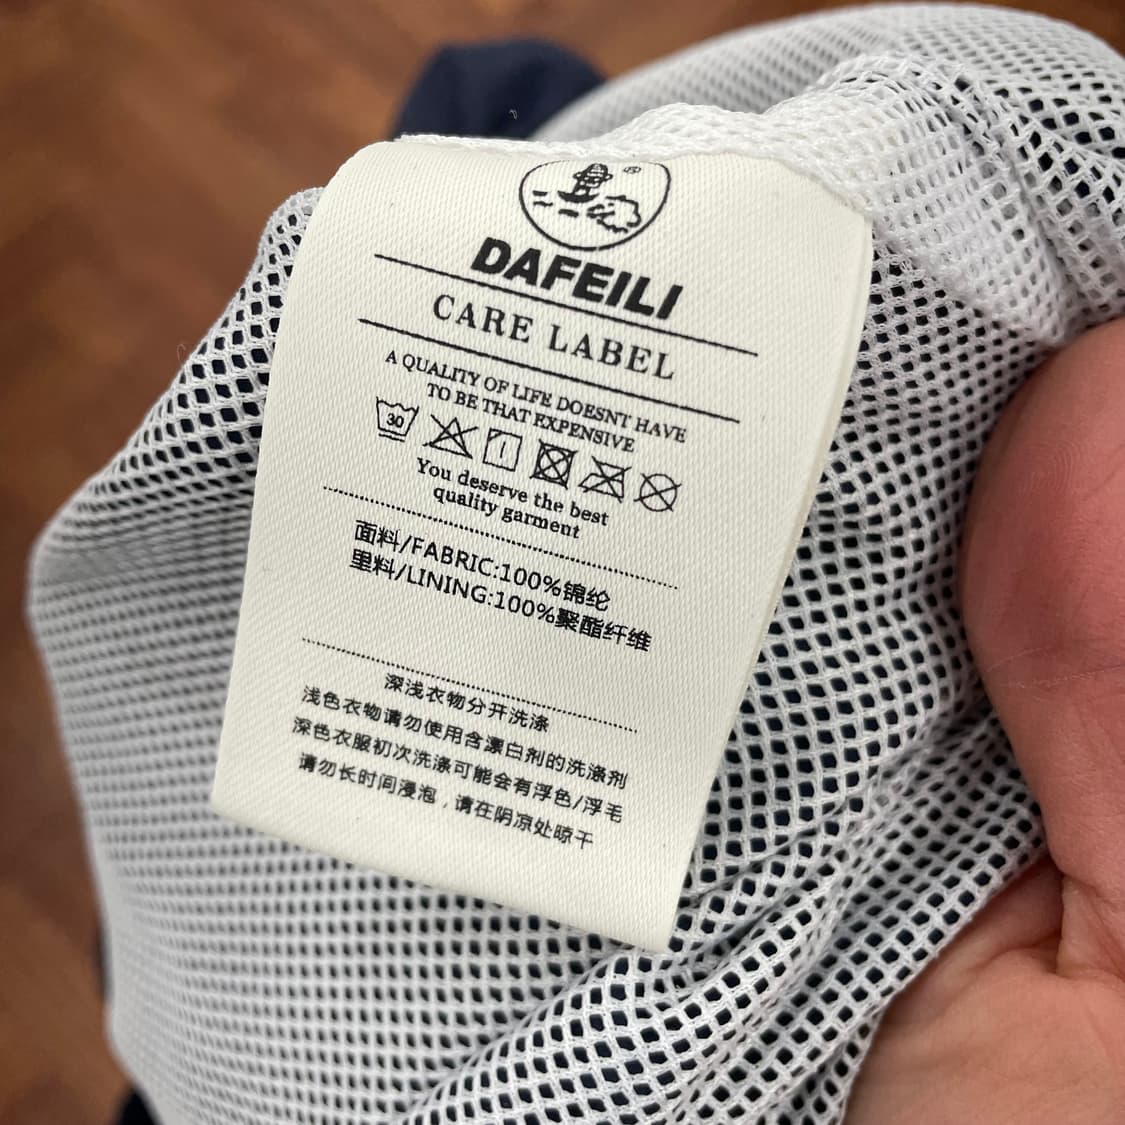 ®
DAFEILI
CARE LABEL
A QUALITY OF LIFE DOESNT HAVE
TO BE THAT EXPENSIVE
30
You deserve the best
quality garment
面料/FABRIC:100%锦纶
里料/LINING:100%聚酯纤维
深浅衣物分开洗涤
浅色衣物请勿使用含漂白剂的洗涤剂
深色衣服初次洗涤可能会有浮色/浮毛
请勿长时间浸泡，请在阴凉处晾干